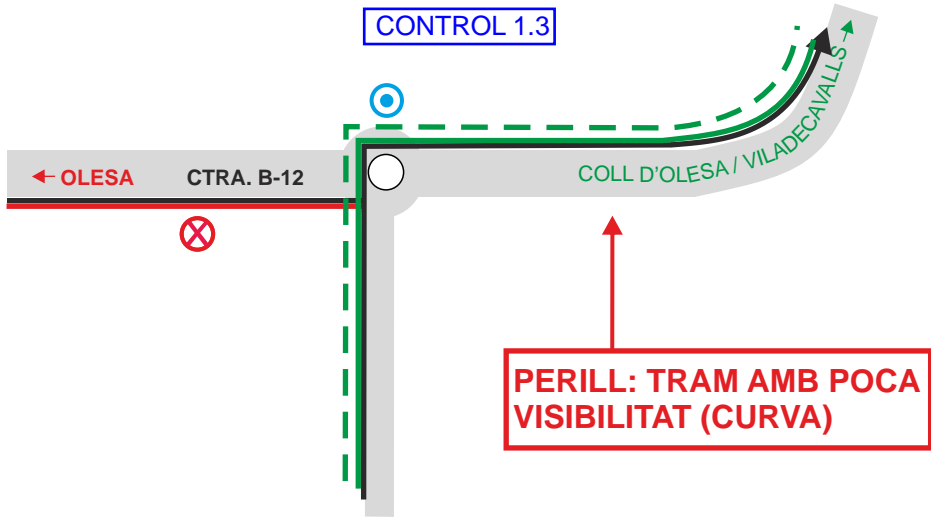 CONTROL 1.3
← OLESA CTRA. B-12
COLL D'OLESA / VILADECAVALLS →
PERILL: TRAM AMB POCA
VISIBILITAT (CURVA)